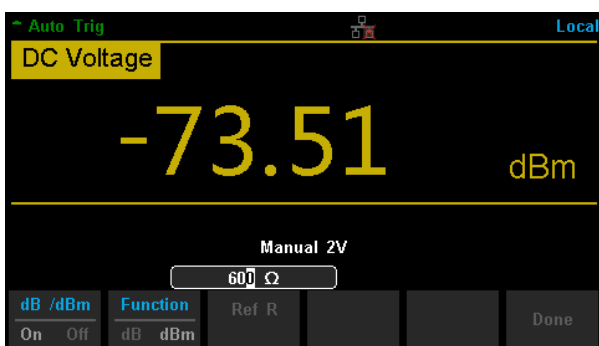 Auto Trig Local
DC Voltage
-73.51 dBm
Manual 2V
600 Ω
dB /dBm Function Ref R Done
On Off dB dBm